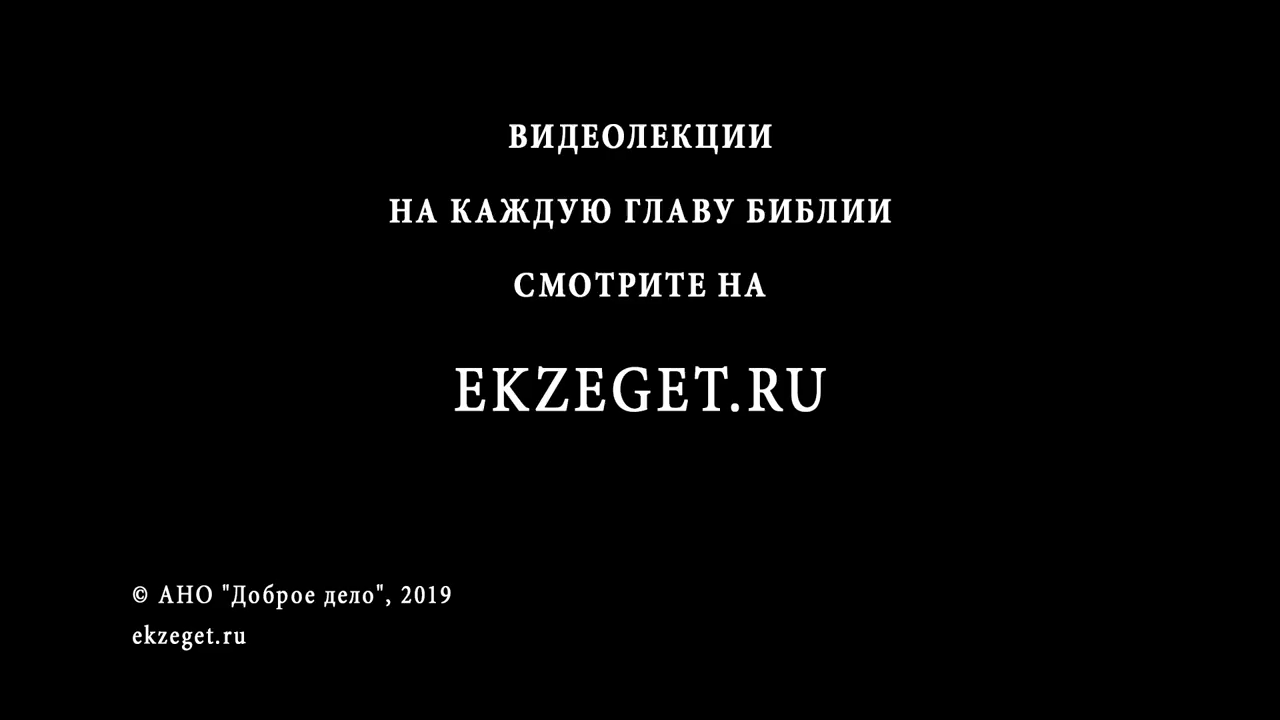 ВИДЕОЛЕКЦИИ
НА КАЖДУЮ ГЛАВУ БИБЛИИ
СМОТРИТЕ НА
EKZEGET.RU
© АНО "Доброе дело", 2019
ekzeget.ru